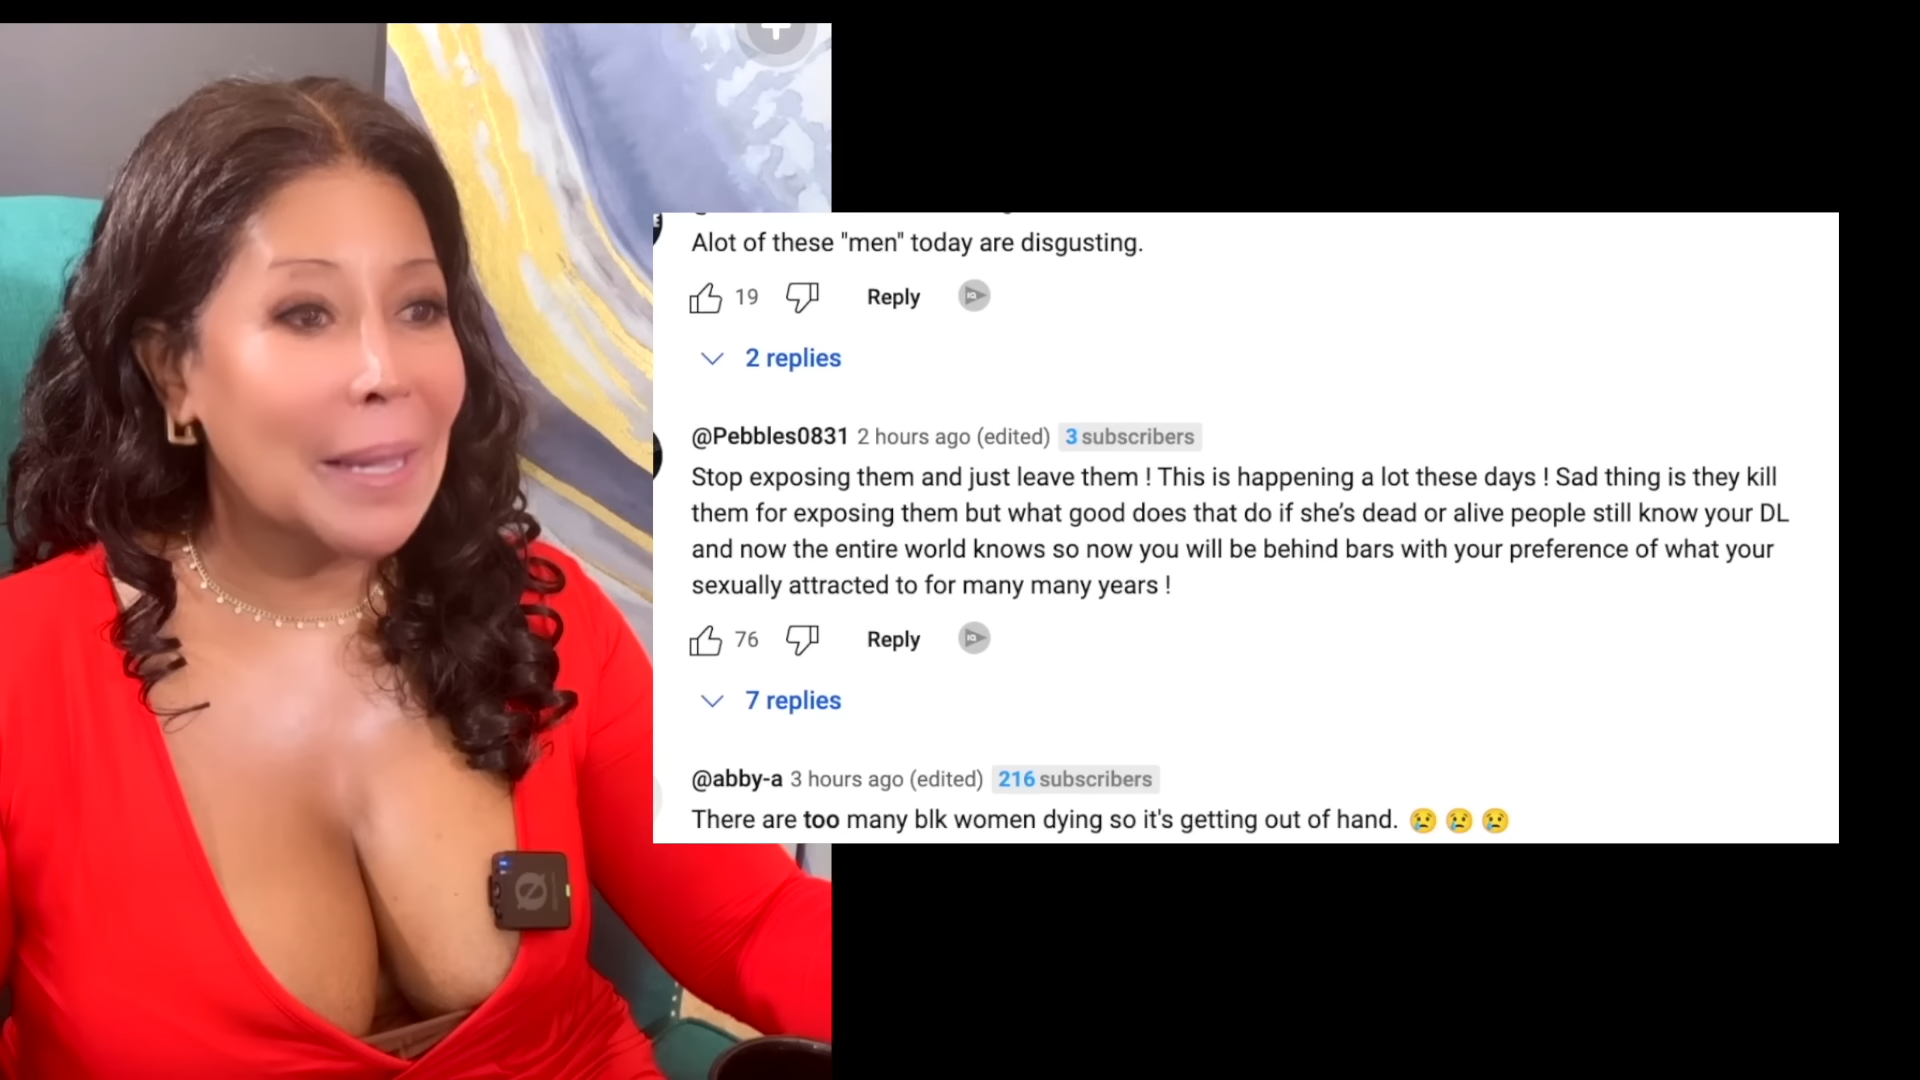 Alot of these "men" today are disgusting.
19 Reply
2 replies
@Pebbles0831 2 hours ago (edited) 3 subscribers
Stop exposing them and just leave them ! This is happening a lot these days ! Sad thing is they kill
them for exposing them but what good does that do if she’s dead or alive people still know your DL
and now the entire world knows so now you will be behind bars with your preference of what your
sexually attracted to for many many years !
76 Reply
7 replies
@abby-a 3 hours ago (edited) 216 subscribers
There are too many blk women dying so it's getting out of hand. 😢 😢 😢